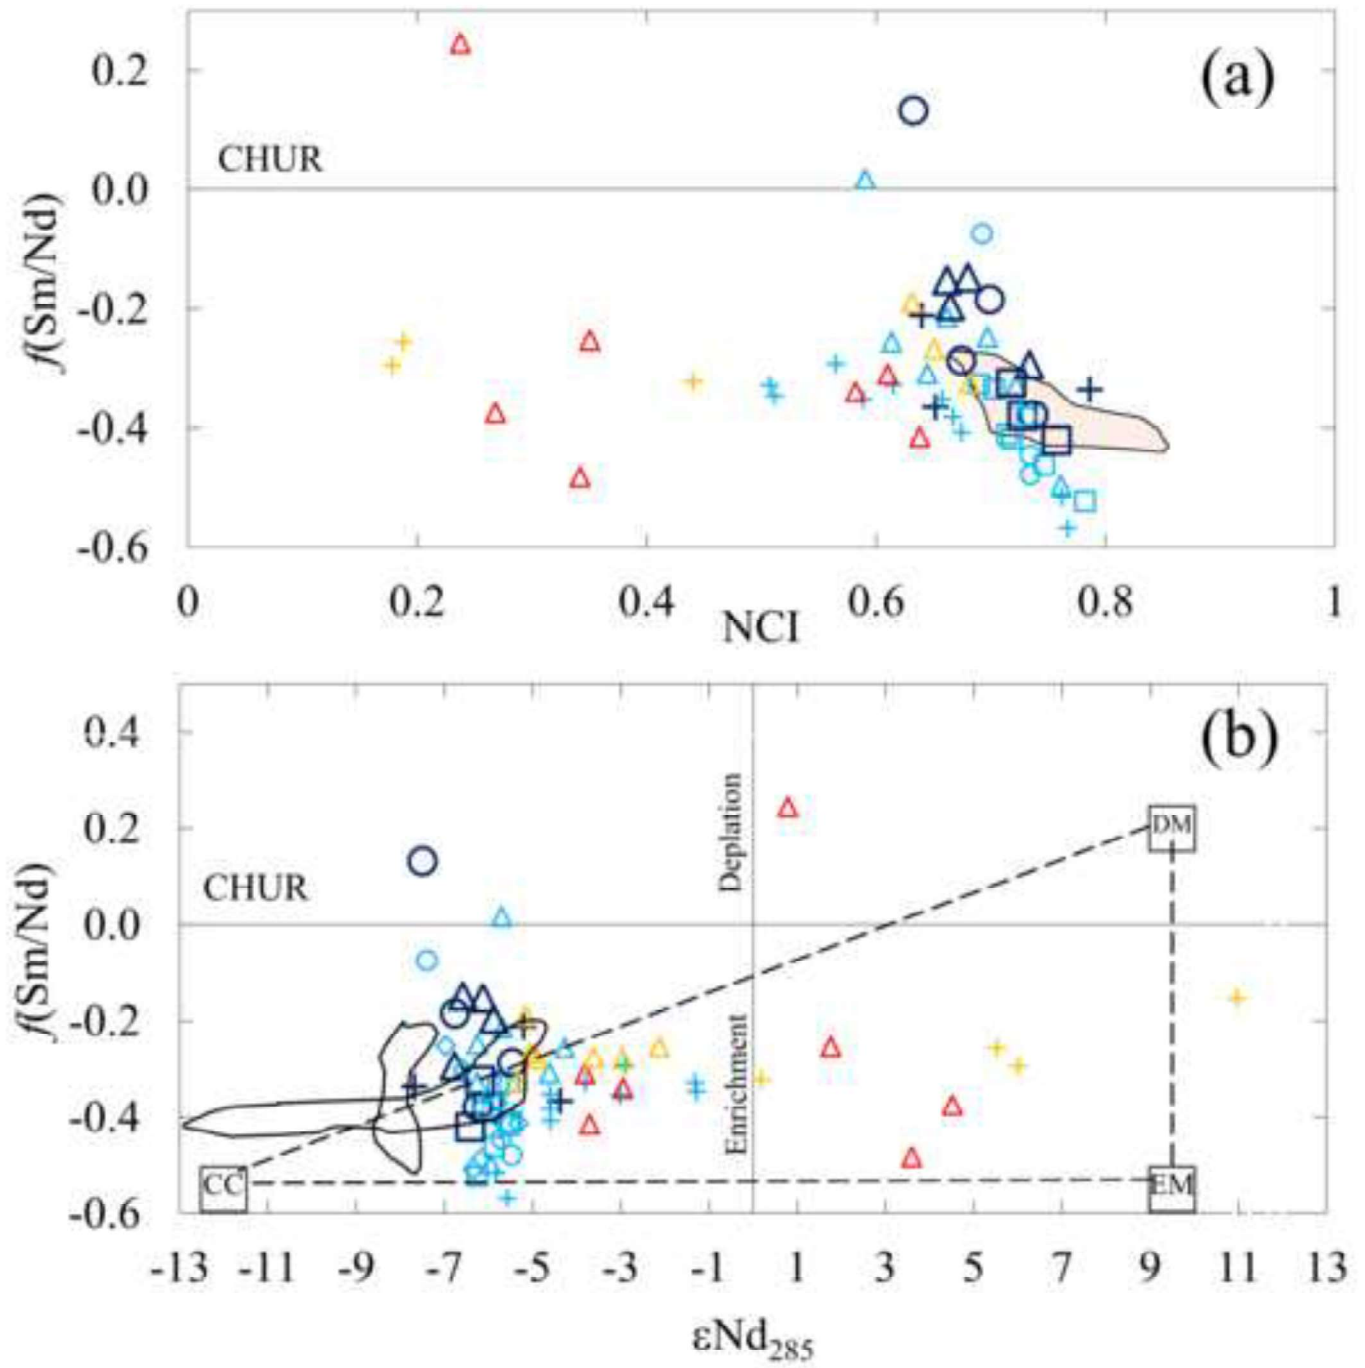 (a)
0.2
CHUR
0.0
f(Sm/Nd)
-0.2
-0.4
-0.6
0 0.2 0.4 0.6 0.8 1
NCI
(b)
0.4
Deplation
DM
0.2
CHUR
0.0
f(Sm/Nd)
-0.2
Enrichment
-0.4
CC
EM
-0.6
-13 -11 -9 -7 -5 -3 -1 1 3 5 7 9 11 13
εNd285